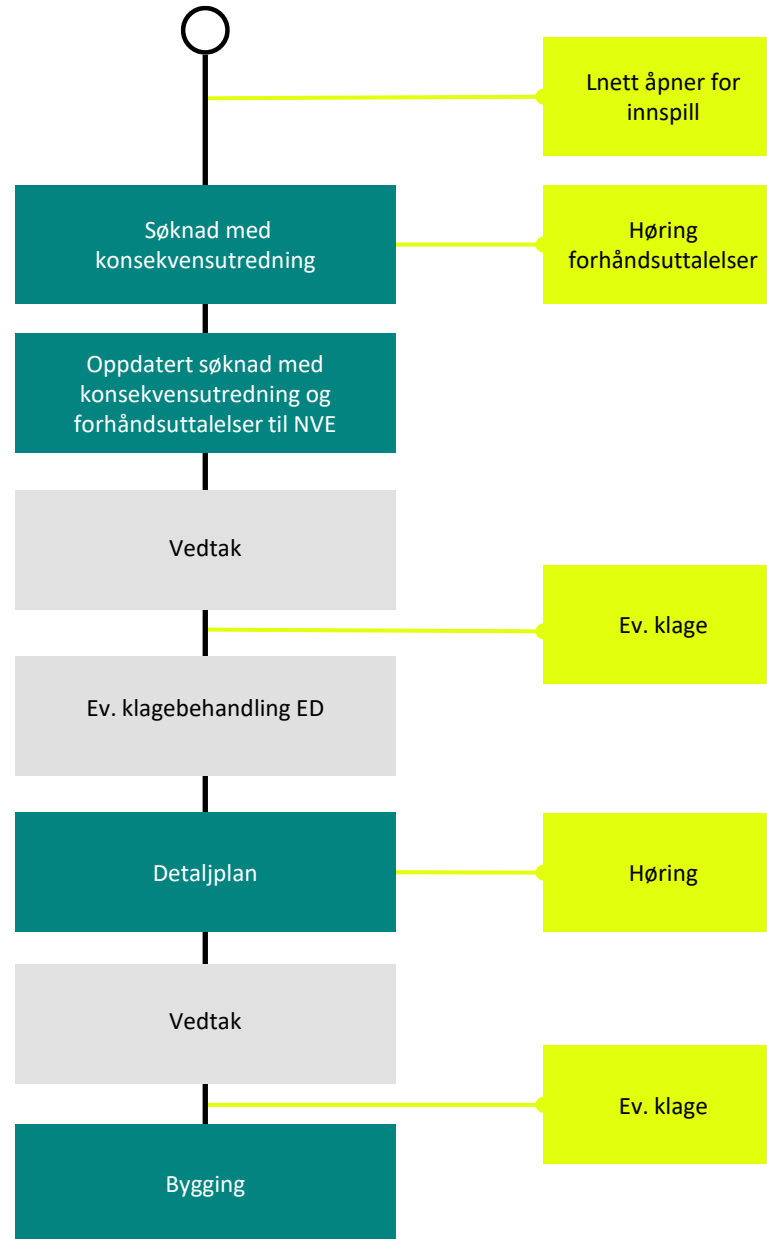 Lnett åpner for
innspill
Søknad med
konsekvensutredning
Høring
forhåndsuttalelser
Oppdatert søknad med
konsekvensutredning og
forhåndsuttalelser til NVE
Vedtak
Ev. klage
Ev. klagebehandling ED
Detaljplan
Høring
Vedtak
Ev. klage
Bygging